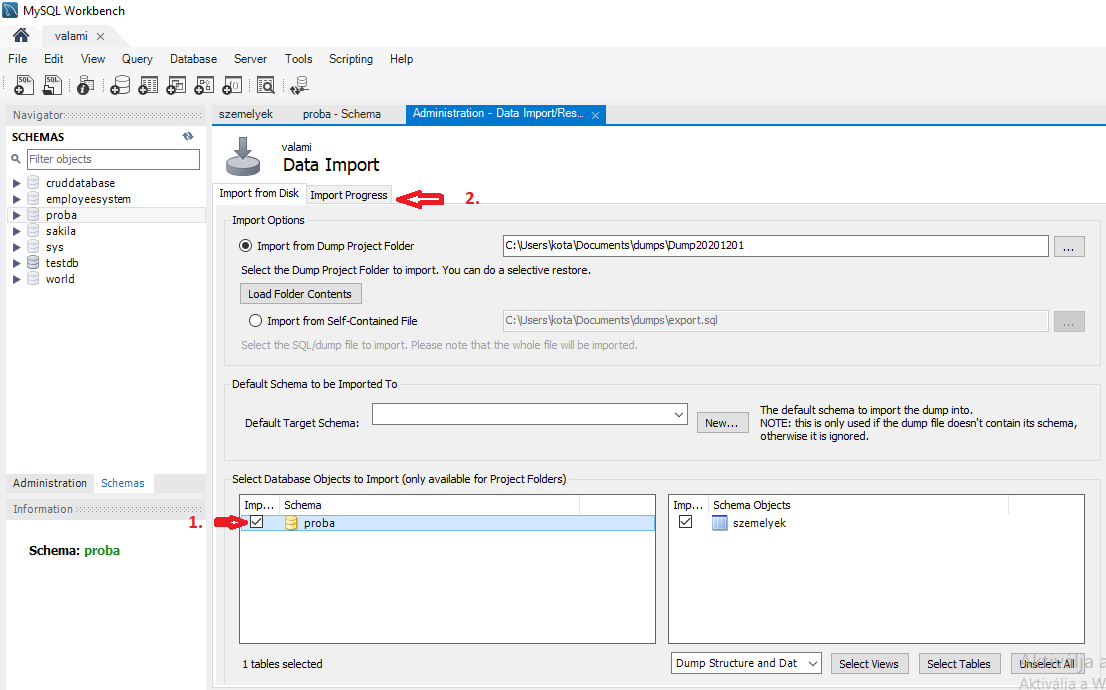 MySQL Workbench
valami
File Edit View Query Database Server Tools Scripting Help
Navigator
SCHEMAS
Filter objects
cruddatabase
employeesystem
proba
sakila
sys
testdb
world
Administration Schemas
Information
Schema: proba
szemelyek proba - Schema Administration - Data Import/Res...
valami
Data Import
Import from Disk Import Progress 2.
Import Options
Import from Dump Project Folder C:\Users\kota\Documents\dumps\Dump20201201 ...
Select the Dump Project Folder to import. You can do a selective restore.
Load Folder Contents
Import from Self-Contained File C:\Users\kota\Documents\dumps\export.sql ...
Select the SQL/dump file to import. Please note that the whole file will be imported.
Default Schema to be Imported To
Default Target Schema: New...
The default schema to import the dump into.
NOTE: this is only used if the dump file doesn't contain its schema,
otherwise it is ignored.
Select Database Objects to Import (only available for Project Folders)
Imp... Schema
1. proba
Imp... Schema Objects
szemelyek
1 tables selected
Dump Structure and Dat Select Views Select Tables Unselect All
Aktiválja a
Aktiválja a W